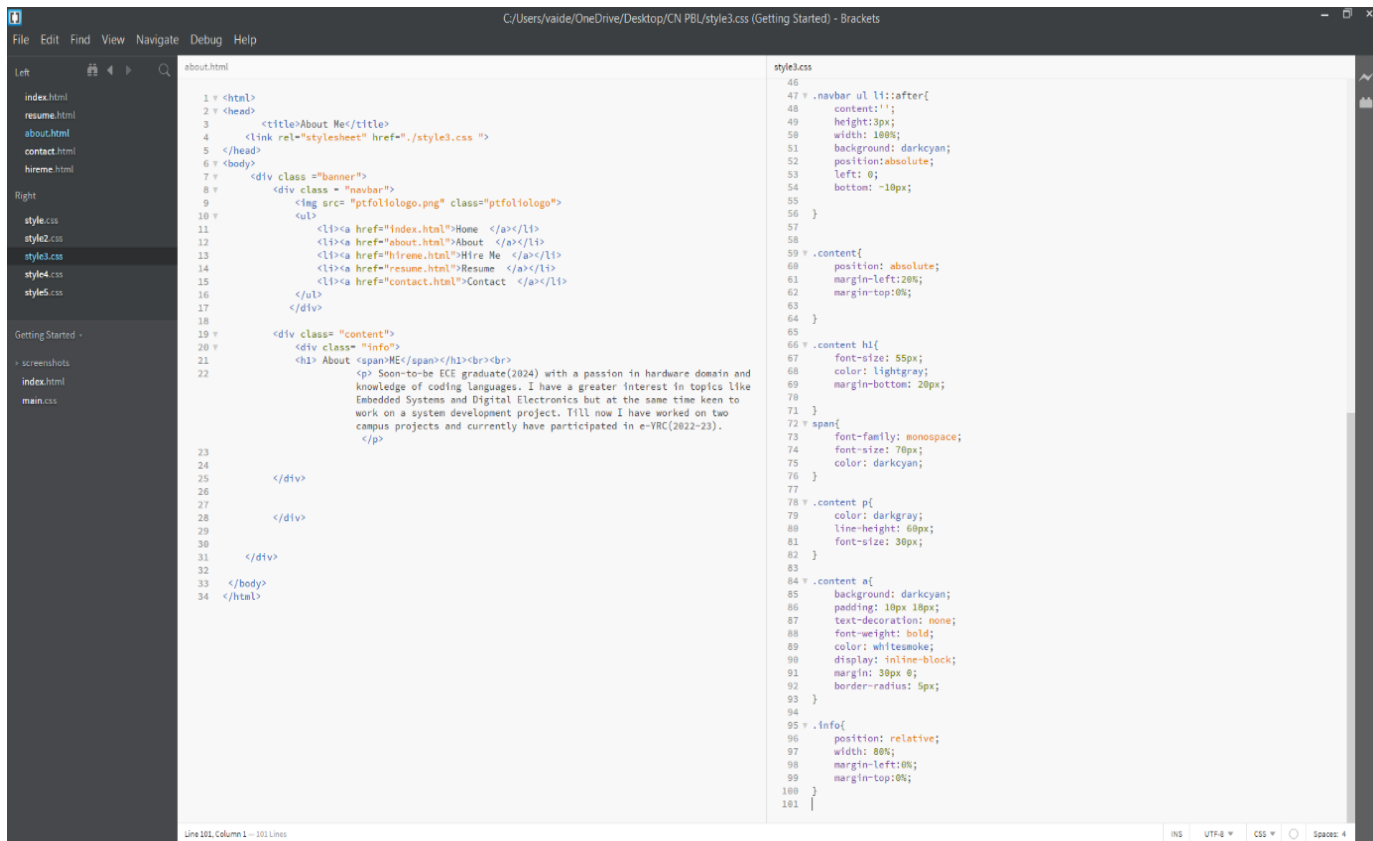 C:/Users/vaide/OneDrive/Desktop/CN PBL/style3.css (Getting Started) - Brackets
File Edit Find View Navigate Debug Help
Left
index.html
resume.html
about.html
contact.html
hireme.html
Right
style.css
style2.css
style3.css
style4.css
style5.css
Getting Started
screenshots
index.html
main.css
about.html
1 <html>
2 <head>
3 <title>About Me</title>
4 <link rel="stylesheet" href="./style3.css ">
5 </head>
6 <body>
7 <div class ="banner">
8 <div class = "navbar">
9 <img src= "ptfoliologo.png" class="ptfoliologo">
10 <ul>
11 <li><a href="index.html">Home </a></li>
12 <li><a href="about.html">About </a></li>
13 <li><a href="hireme.html">Hire Me </a></li>
14 <li><a href="resume.html">Resume </a></li>
15 <li><a href="contact.html">Contact </a></li>
16 </ul>
17 </div>
18
19 <div class= "content">
20 <div class= "info">
21 <h1> About <span>ME</span></h1><br><br>
22 <p> Soon-to-be ECE graduate(2024) with a passion in hardware domain and
knowledge of coding languages. I have a greater interest in topics like
Embedded Systems and Digital Electronics but at the same time keen to
work on a system development project. Till now I have worked on two
campus projects and currently have participated in e-YRC(2022-23).
</p>
23
24
25 </div>
26
27
28 </div>
29
30
31 </div>
32
33 </body>
34 </html>
style3.css
46
47 .navbar ul li::after{
48 content:'';
49 height:3px;
50 width: 100%;
51 background: darkcyan;
52 position:absolute;
53 left: 0;
54 bottom: -10px;
55
56 }
57
58
59 .content{
60 position: absolute;
61 margin-left:20%;
62 margin-top:0%;
63
64 }
65
66 .content h1{
67 font-size: 55px;
68 color: lightgray;
69 margin-bottom: 20px;
70
71 }
72 span{
73 font-family: monospace;
74 font-size: 70px;
75 color: darkcyan;
76 }
77
78 .content p{
79 color: darkgray;
80 line-height: 60px;
81 font-size: 30px;
82 }
83
84 .content a{
85 background: darkcyan;
86 padding: 10px 18px;
87 text-decoration: none;
88 font-weight: bold;
89 color: whitesmoke;
90 display: inline-block;
91 margin: 30px 0;
92 border-radius: 5px;
93 }
94
95 .info{
96 position: relative;
97 width: 80%;
98 margin-left:0%;
99 margin-top:0%;
100 }
101
Line 101, Column 1 — 101 Lines
INS UTF-8 CSS Spaces: 4